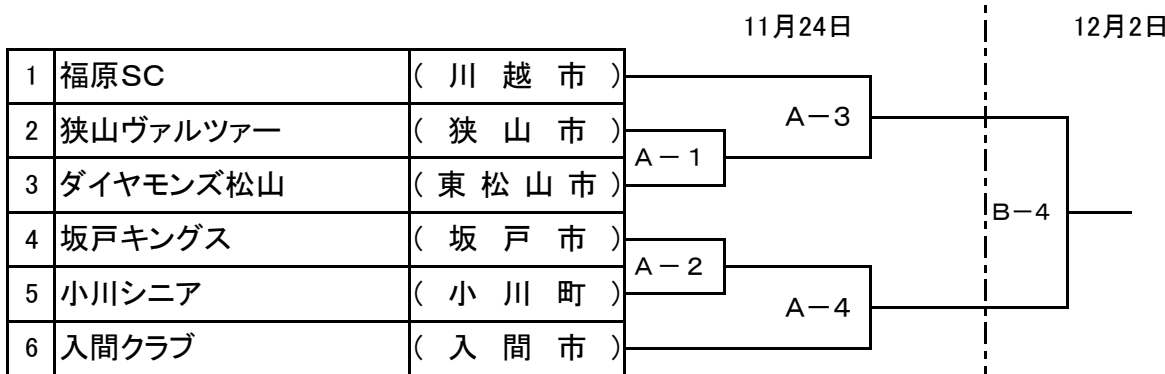 11月24日 12月2日
1 福原SC (川越市)
2 狭山ヴァルツァー (狭山市)
3 ダイヤモンズ松山 (東松山市)
4 坂戸キングス (坂戸市)
5 小川シニア (小川町)
6 入間クラブ (入間市)
A-3
A-1
B-4
A-2
A-4